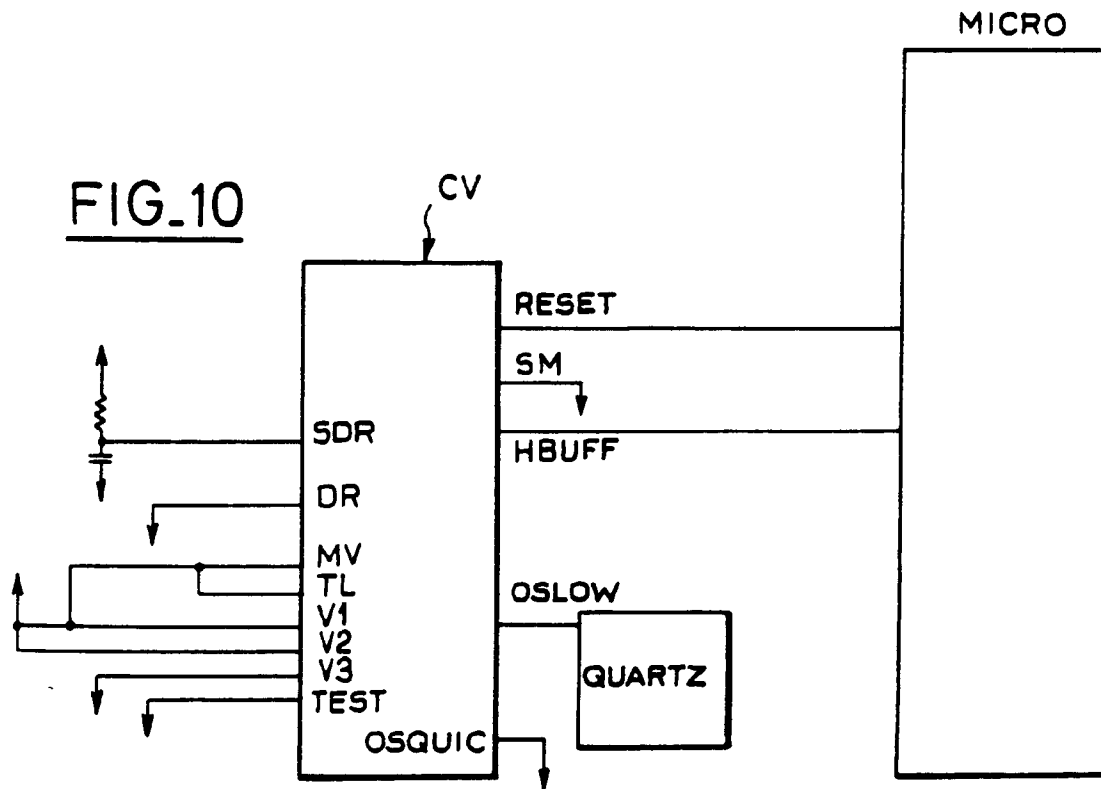 MICRO
FIG_10
CV
RESET
SM
SDR
HBUFF
DR
MV
TL
OSLOW
V1
V2
V3
QUARTZ
TEST
OSQUIC